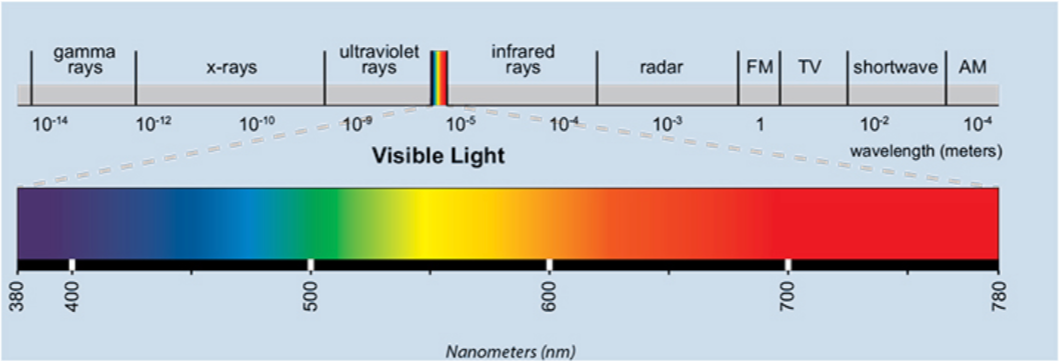 gamma rays x-rays ultraviolet rays infrared rays radar FM TV shortwave AM
10-14 10-12 10-10 10-9 10-5 10-4 10-3 1 10-2 10-4
wavelength (meters)
Visible Light
380 400 500 600 700 780
Nanometers (nm)